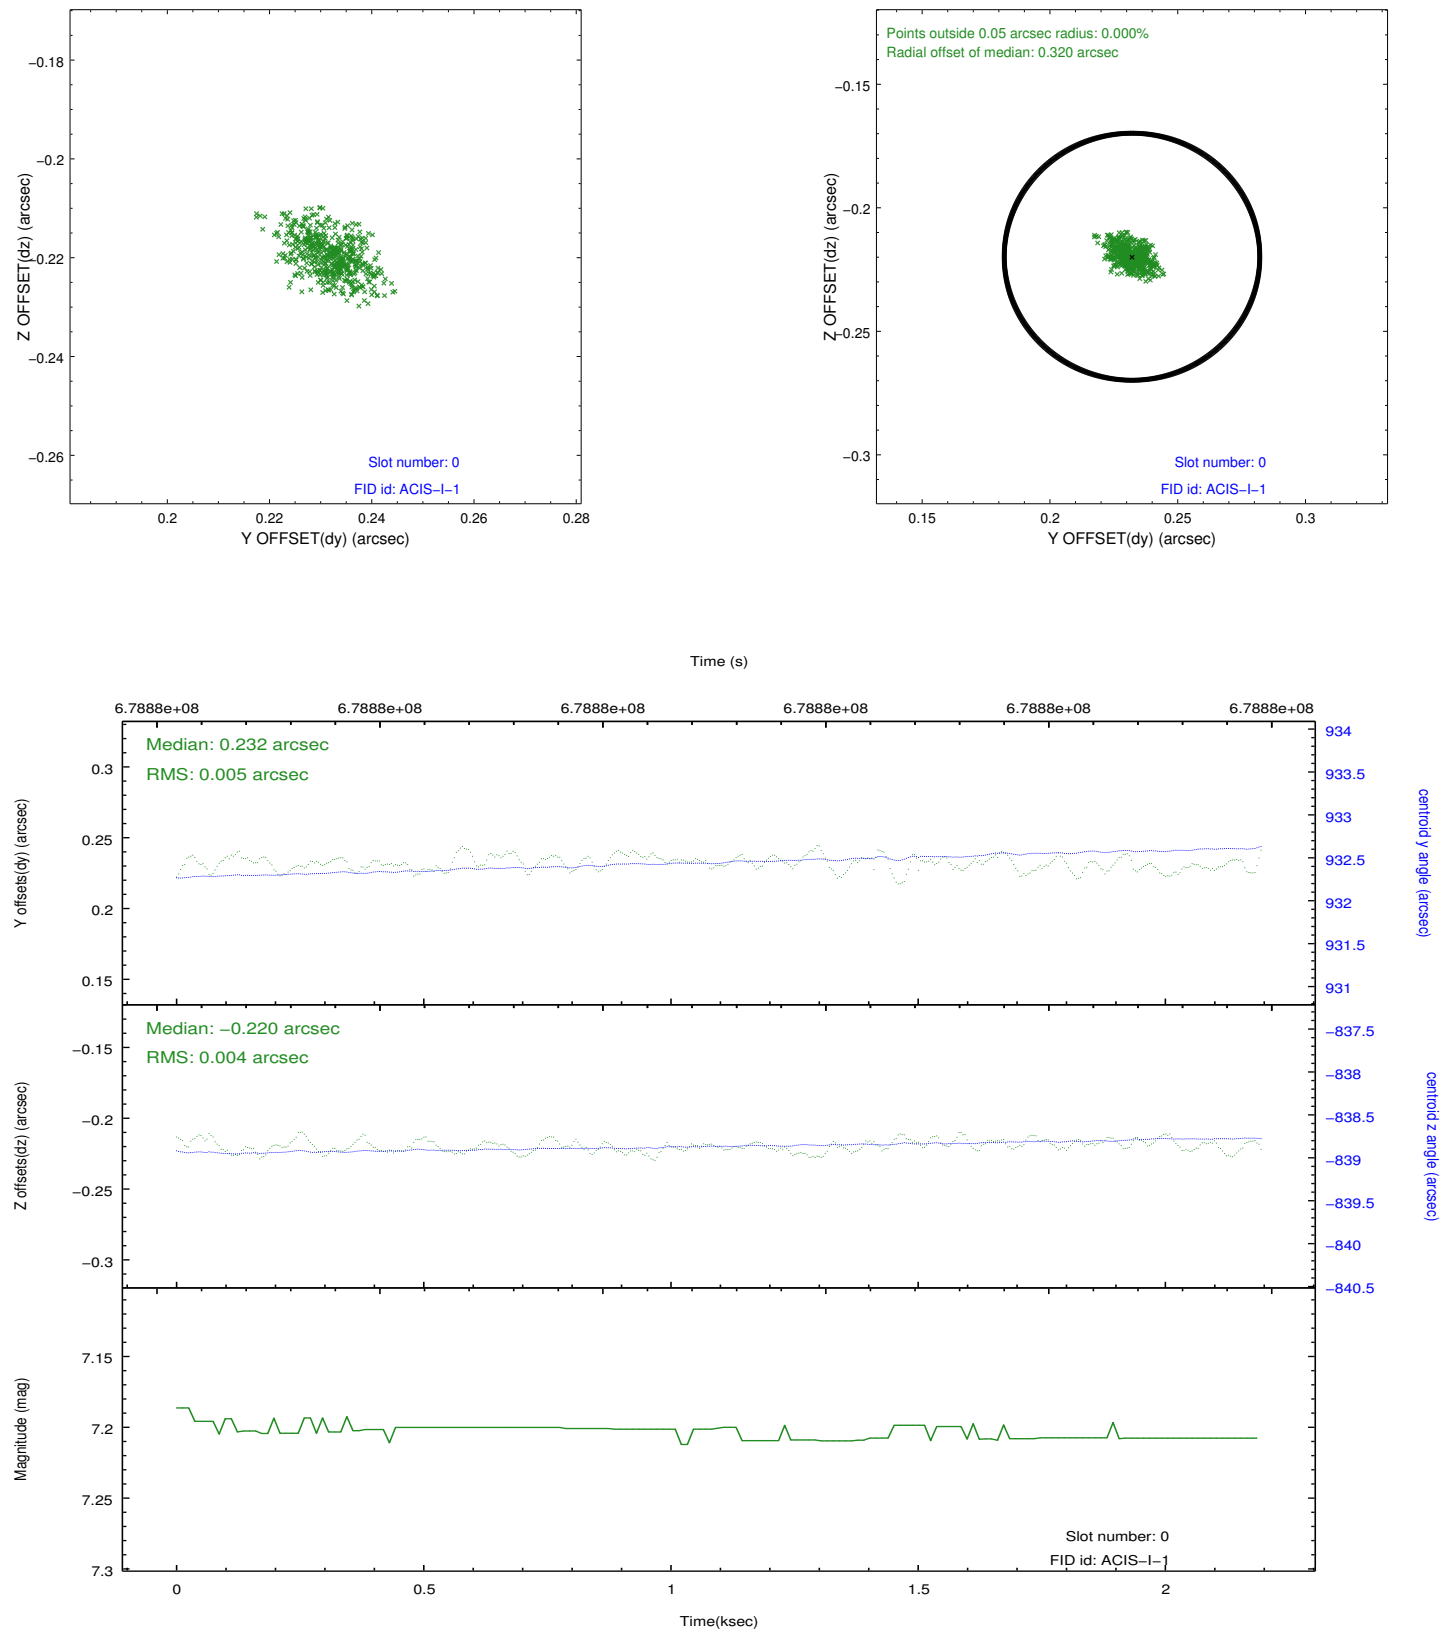 −0.18
−0.2
−0.22
−0.24
−0.26
Z OFFSET(dz) (arcsec)
Slot number: 0
FID id: ACIS−I−1
0.2 0.22 0.24 0.26 0.28
Y OFFSET(dy) (arcsec)
Points outside 0.05 arcsec radius: 0.000%
Radial offset of median: 0.320 arcsec
−0.15
−0.2
−0.25
−0.3
Z OFFSET(dz) (arcsec)
Slot number: 0
FID id: ACIS−I−1
0.15 0.2 0.25 0.3
Y OFFSET(dy) (arcsec)
Time (s)
6.7888e+08 6.7888e+08 6.7888e+08 6.7888e+08 6.7888e+08 6.7888e+08
Median: 0.232 arcsec
RMS: 0.005 arcsec
0.3
0.25
0.2
0.15
Y offsets(dy) (arcsec)
934
933.5
933
932.5
932
931.5
931
centroid y angle (arcsec)
Median: −0.220 arcsec
RMS: 0.004 arcsec
−0.15
−0.2
−0.25
−0.3
Z offsets(dz) (arcsec)
−837.5
−838
−838.5
−839
−839.5
−840
−840.5
centroid z angle (arcsec)
7.15
7.2
7.25
7.3
Magnitude (mag)
Slot number: 0
FID id: ACIS−I−1
0 0.5 1 1.5 2
Time(ksec)